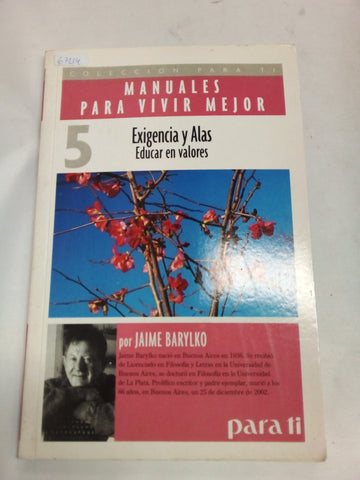 COLECCION PARA TI
MANUALES
PARA VIVIR MEJOR
5
Exigencia y Alas
Educar en valores
por JAIME BARYLKO
Jaime Barylko nació en Buenos Aires en 1936. Se recibió
de Licenciado en Filosofía y Letras en la Universidad de
Buenos Aires, se doctoró en Filosofía en la Universidad
de La Plata. Prolífico escritor y padre ejemplar, murió a los
66 años, en Buenos Aires, un 25 de diciembre de 2002.
para ti